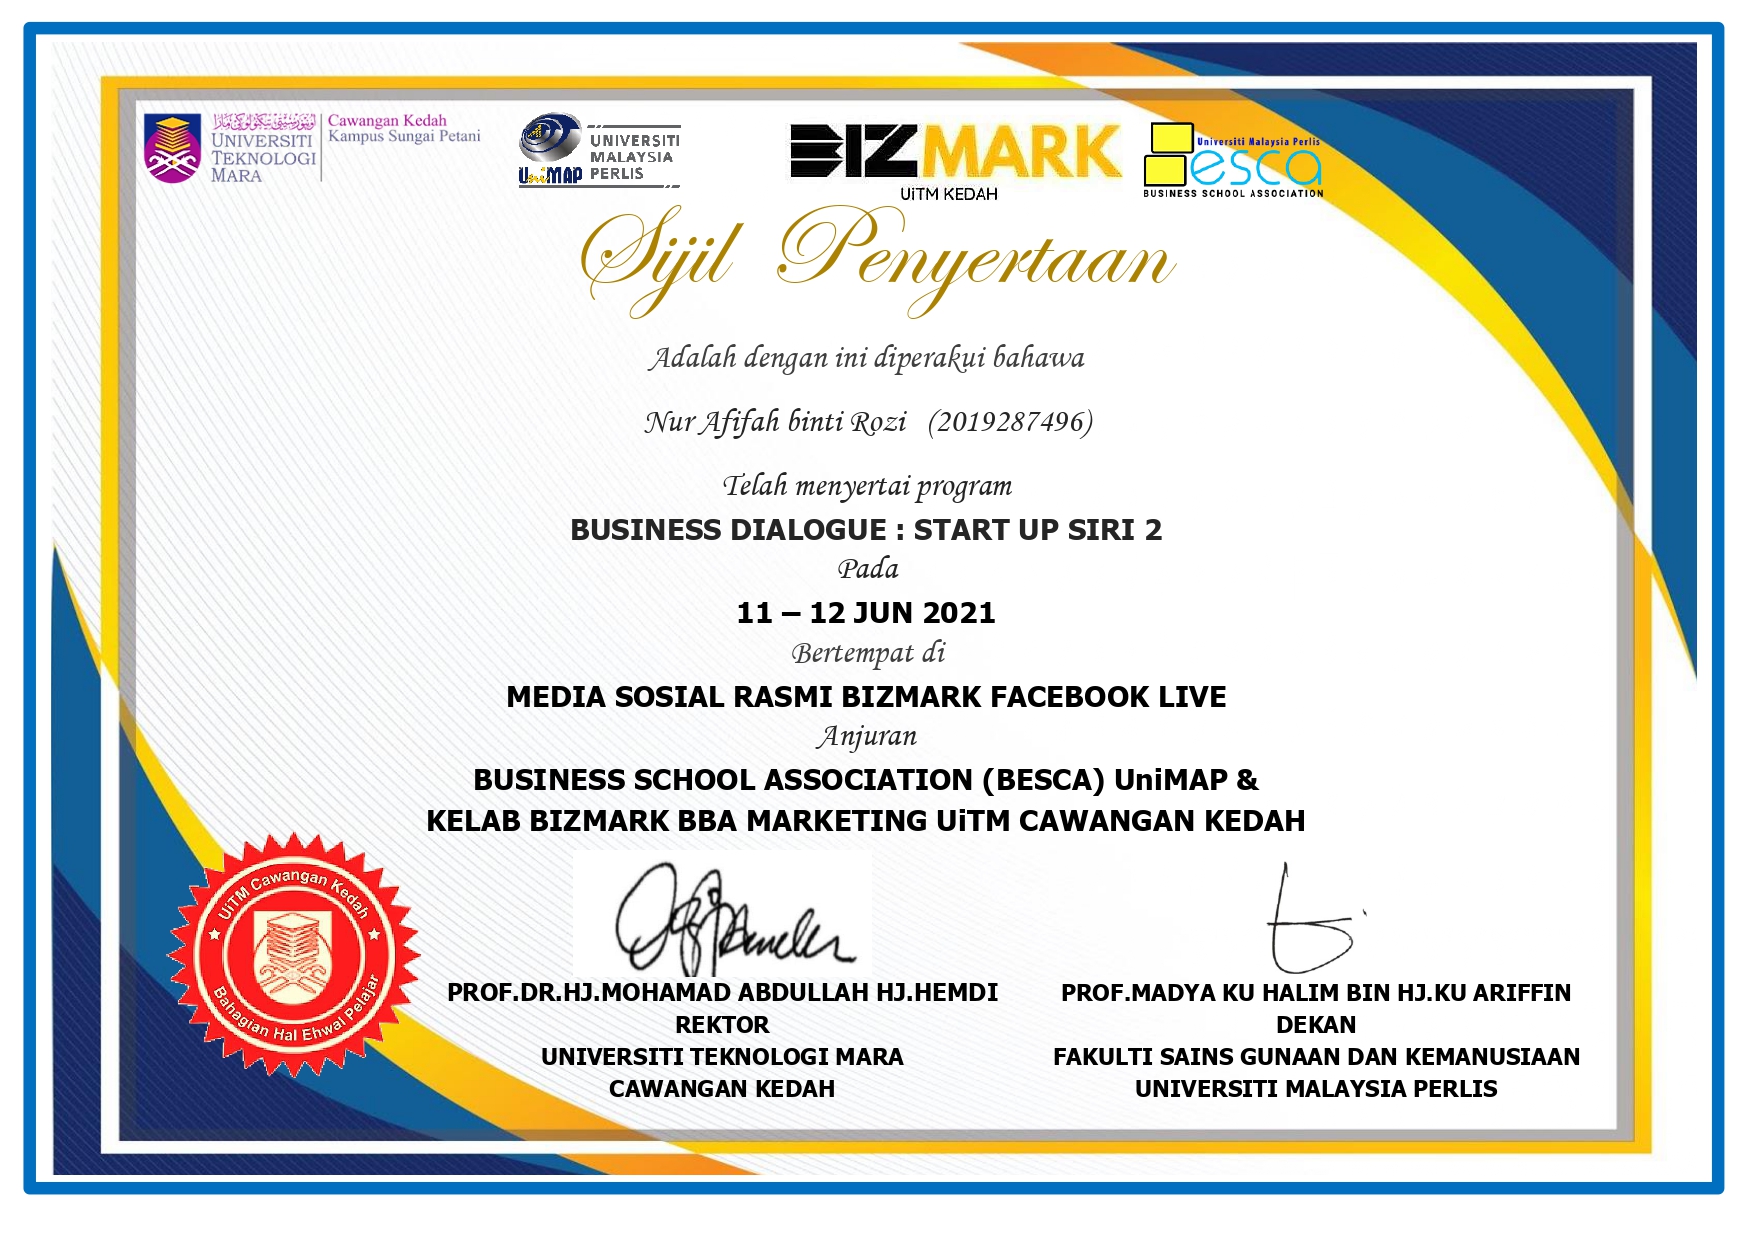 UNIVERSITI
TEKNOLOGI
MARA
Cawangan Kedah
Kampus Sungai Petani
UniMAP
UNIVERSITI
MALAYSIA
PERLIS
BIZMARK
UiTM KEDAH
Universiti Malaysia Perlis
besca
BUSINESS SCHOOL ASSOCIATION
Sijil Penyertaan
Adalah dengan ini diperakui bahawa
Nur Afifah binti Rozi (2019287496)
Telah menyertai program
BUSINESS DIALOGUE : START UP SIRI 2
Pada
11 – 12 JUN 2021
Bertempat di
MEDIA SOSIAL RASMI BIZMARK FACEBOOK LIVE
Anjuran
BUSINESS SCHOOL ASSOCIATION (BESCA) UniMAP &
KELAB BIZMARK BBA MARKETING UiTM CAWANGAN KEDAH
UiTM Cawangan Kedah
Bahagian Hal Ehwal Pelajar
PROF.DR.HJ.MOHAMAD ABDULLAH HJ.HEMDI
REKTOR
UNIVERSITI TEKNOLOGI MARA
CAWANGAN KEDAH
PROF.MADYA KU HALIM BIN HJ.KU ARIFFIN
DEKAN
FAKULTI SAINS GUNAAN DAN KEMANUSIAAN
UNIVERSITI MALAYSIA PERLIS